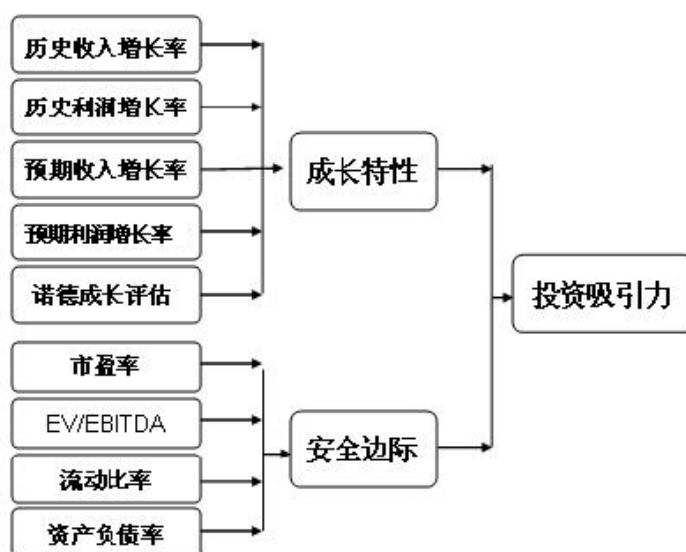 历史收入增长率
历史利润增长率
预期收入增长率
预期利润增长率
诺德成长评估
成长特性
市盈率
EV/EBITDA
流动比率
资产负债率
安全边际
投资吸引力